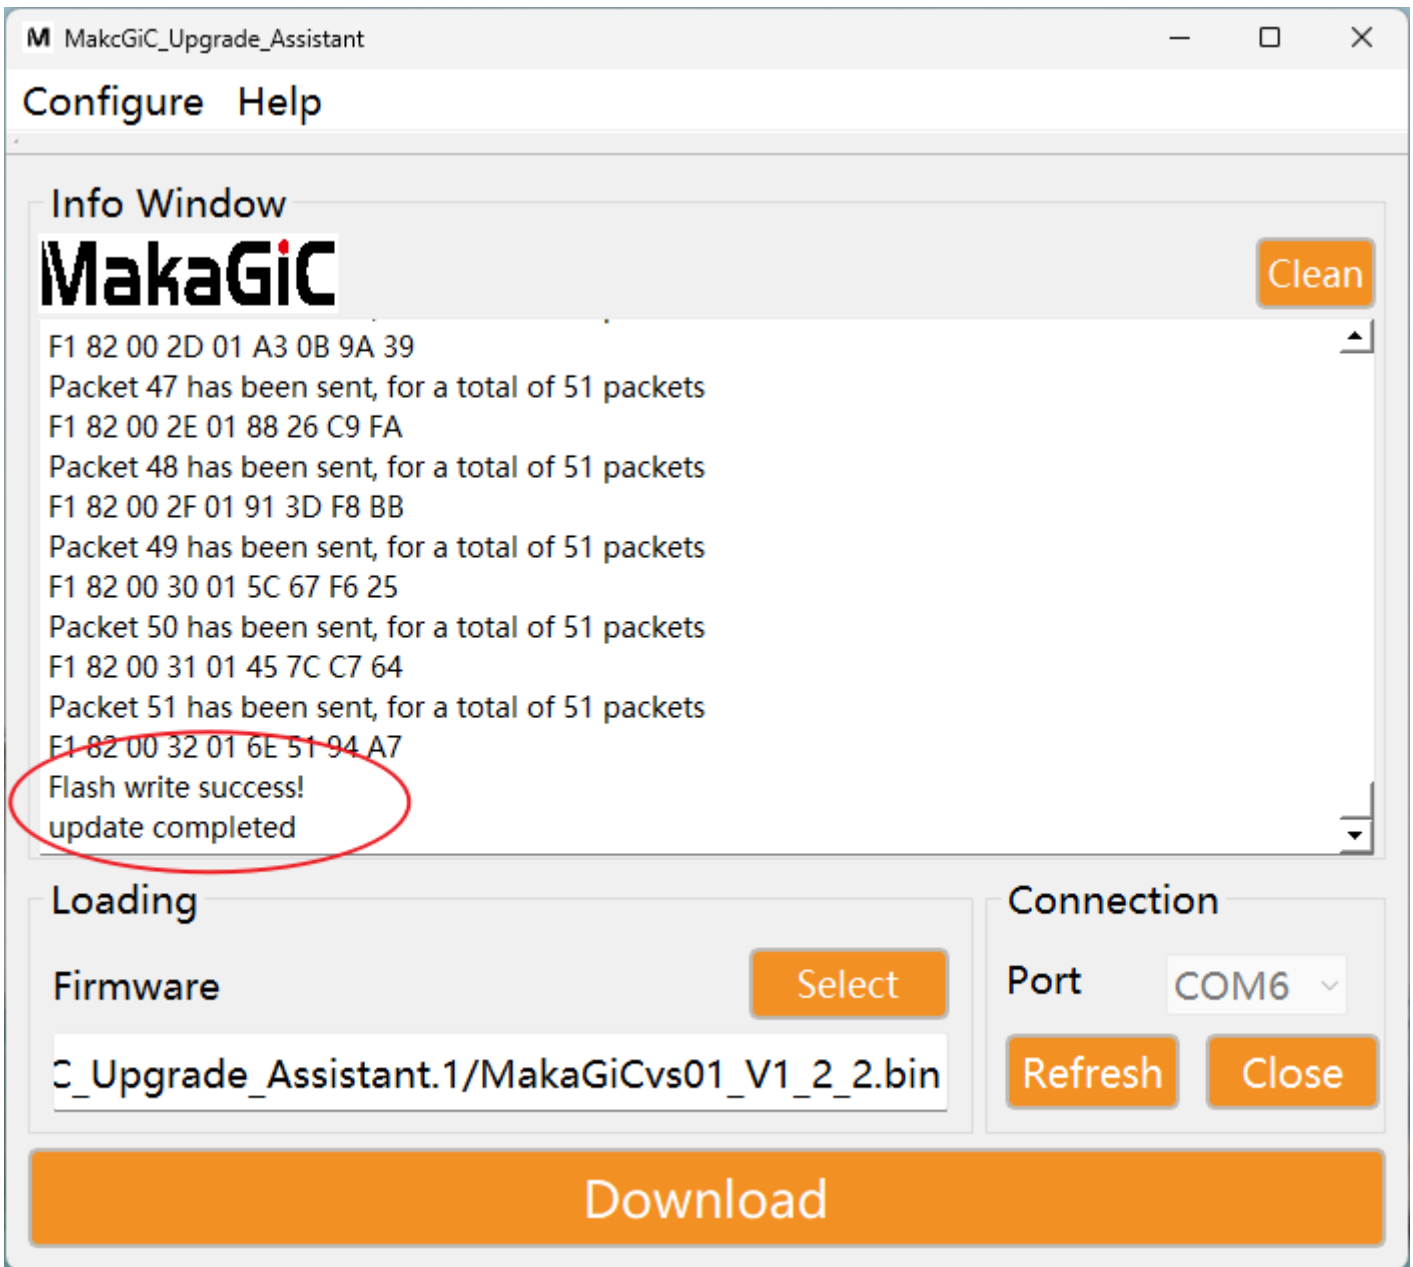 M MakcGiC_Upgrade_Assistant
Configure Help
Info Window
MakaGiC
Clean
F1 82 00 2D 01 A3 0B 9A 39
Packet 47 has been sent, for a total of 51 packets
F1 82 00 2E 01 88 26 C9 FA
Packet 48 has been sent, for a total of 51 packets
F1 82 00 2F 01 91 3D F8 BB
Packet 49 has been sent, for a total of 51 packets
F1 82 00 30 01 5C 67 F6 25
Packet 50 has been sent, for a total of 51 packets
F1 82 00 31 01 45 7C C7 64
Packet 51 has been sent, for a total of 51 packets
F1 82 00 32 01 6E 51 94 A7
Flash write success!
update completed
Loading
Firmware
Select
C_Upgrade_Assistant.1/MakaGiCvs01_V1_2_2.bin
Connection
Port COM6
Refresh Close
Download